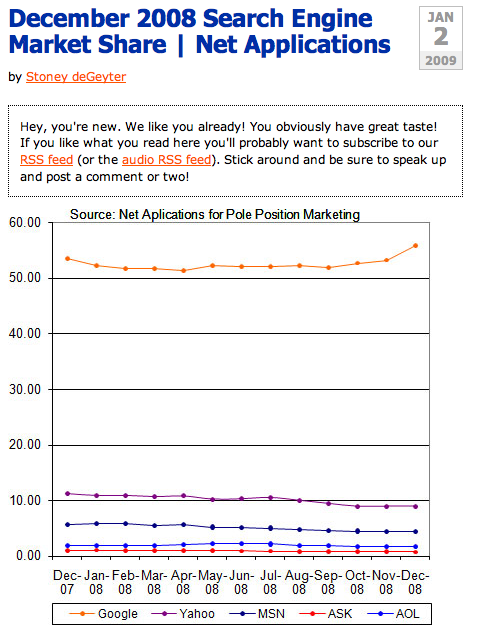 December 2008 Search Engine
Market Share | Net Applications
JAN
2
2009
by Stoney deGeyter
Hey, you're new. We like you already! You obviously have great taste!
If you like what you read here you'll probably want to subscribe to our
RSS feed (or the audio RSS feed). Stick around and be sure to speak up
and post a comment or two!
Source: Net Aplications for Pole Position Marketing
60.00
50.00
40.00
30.00
20.00
10.00
0.00
Dec- Jan- Feb- Mar- Apr- May- Jun- Jul- Aug- Sep- Oct- Nov- Dec-
07 08 08 08 08 08 08 08 08 08 08 08 08
Google Yahoo MSN ASK AOL